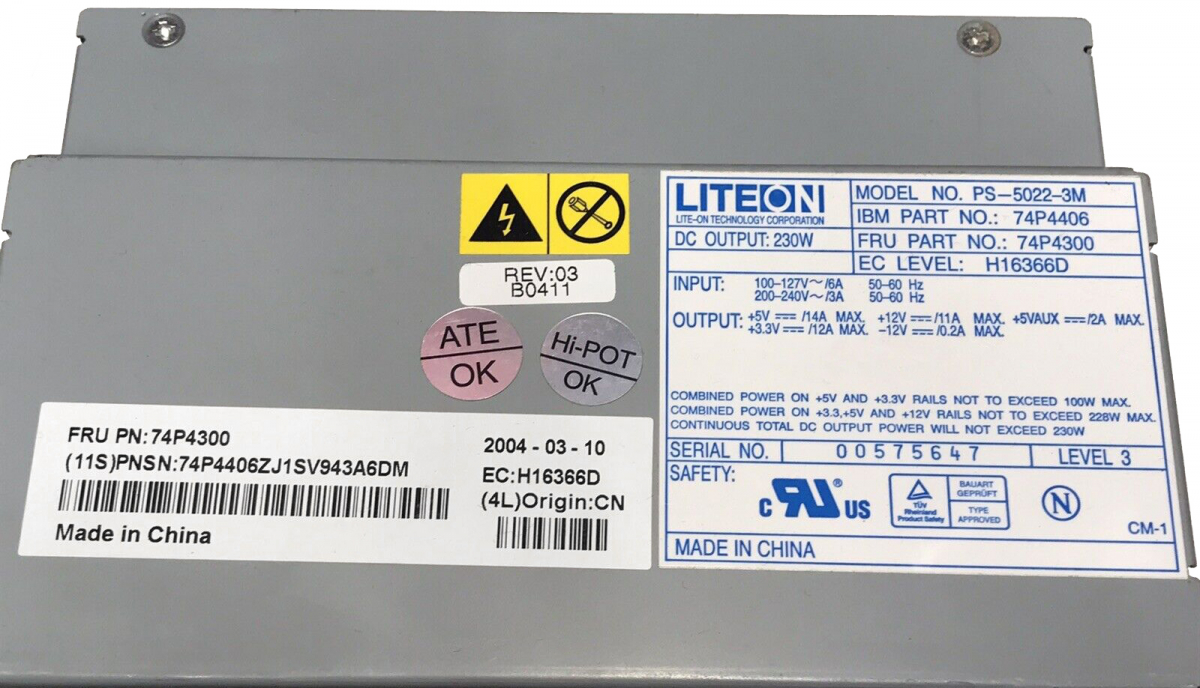 LITEON
LITE-ON TECHNOLOGY CORPORATION
DC OUTPUT: 230W
MODEL NO. PS-5022-3M
IBM PART NO.: 74P4406
FRU PART NO.: 74P4300
EC LEVEL: H16366D
INPUT: 100-127V~/6A 50-60 Hz
200-240V~/3A 50-60 Hz
OUTPUT: +5V ⎓/14A MAX. +12V ⎓/11A MAX. +5VAUX ⎓/2A MAX.
+3.3V ⎓/12A MAX. -12V ⎓/0.2A MAX.
COMBINED POWER ON +5V AND +3.3V RAILS NOT TO EXCEED 100W MAX.
COMBINED POWER ON +3.3,+5V AND +12V RAILS NOT TO EXCEED 228W MAX.
CONTINUOUS TOTAL DC OUTPUT POWER WILL NOT EXCEED 230W
SERIAL NO. 00575647 LEVEL 3
SAFETY:
c RU ® US
TÜV
Rheinland
Product Safety
BAUART
GEPRÜFT
TYPE
APPROVED
N
CM-1
MADE IN CHINA
REV:03
B0411
ATE
OK
Hi-POT
OK
FRU PN:74P4300
(11S)PNSN:74P4406ZJ1SV943A6DM
Made in China
2004-03-10
EC:H16366D
(4L)Origin:CN